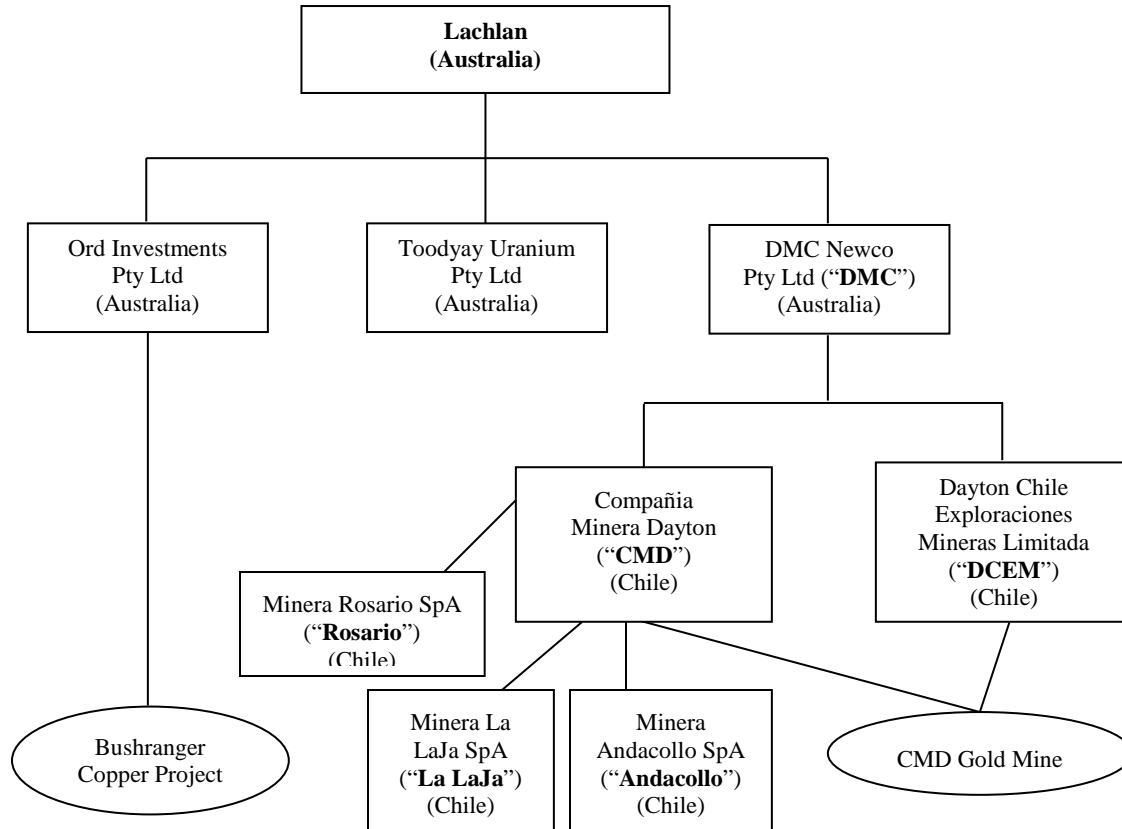 Lachlan
(Australia)
Ord Investments
Pty Ltd
(Australia)
Toodyay Uranium
Pty Ltd
(Australia)
DMC Newco
Pty Ltd (“DMC”)
(Australia)
Compañia
Minera Dayton
(“CMD”)
(Chile)
Dayton Chile
Exploraciones
Mineras Limitada
(“DCEM”)
(Chile)
Minera Rosario SpA
(“Rosario”)
(Chile)
Bushranger
Copper Project
Minera La
LaJa SpA
(“La LaJa”)
(Chile)
Minera
Andacollo SpA
(“Andacollo”)
(Chile)
CMD Gold Mine